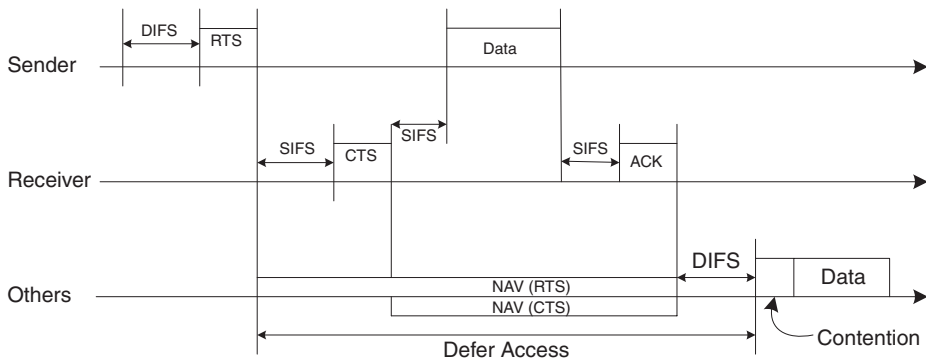 DIFS
RTS
Data
Sender
SIFS
SIFS
CTS
SIFS
ACK
Receiver
DIFS
Data
NAV (RTS)
Others
NAV (CTS)
Contention
Defer Access